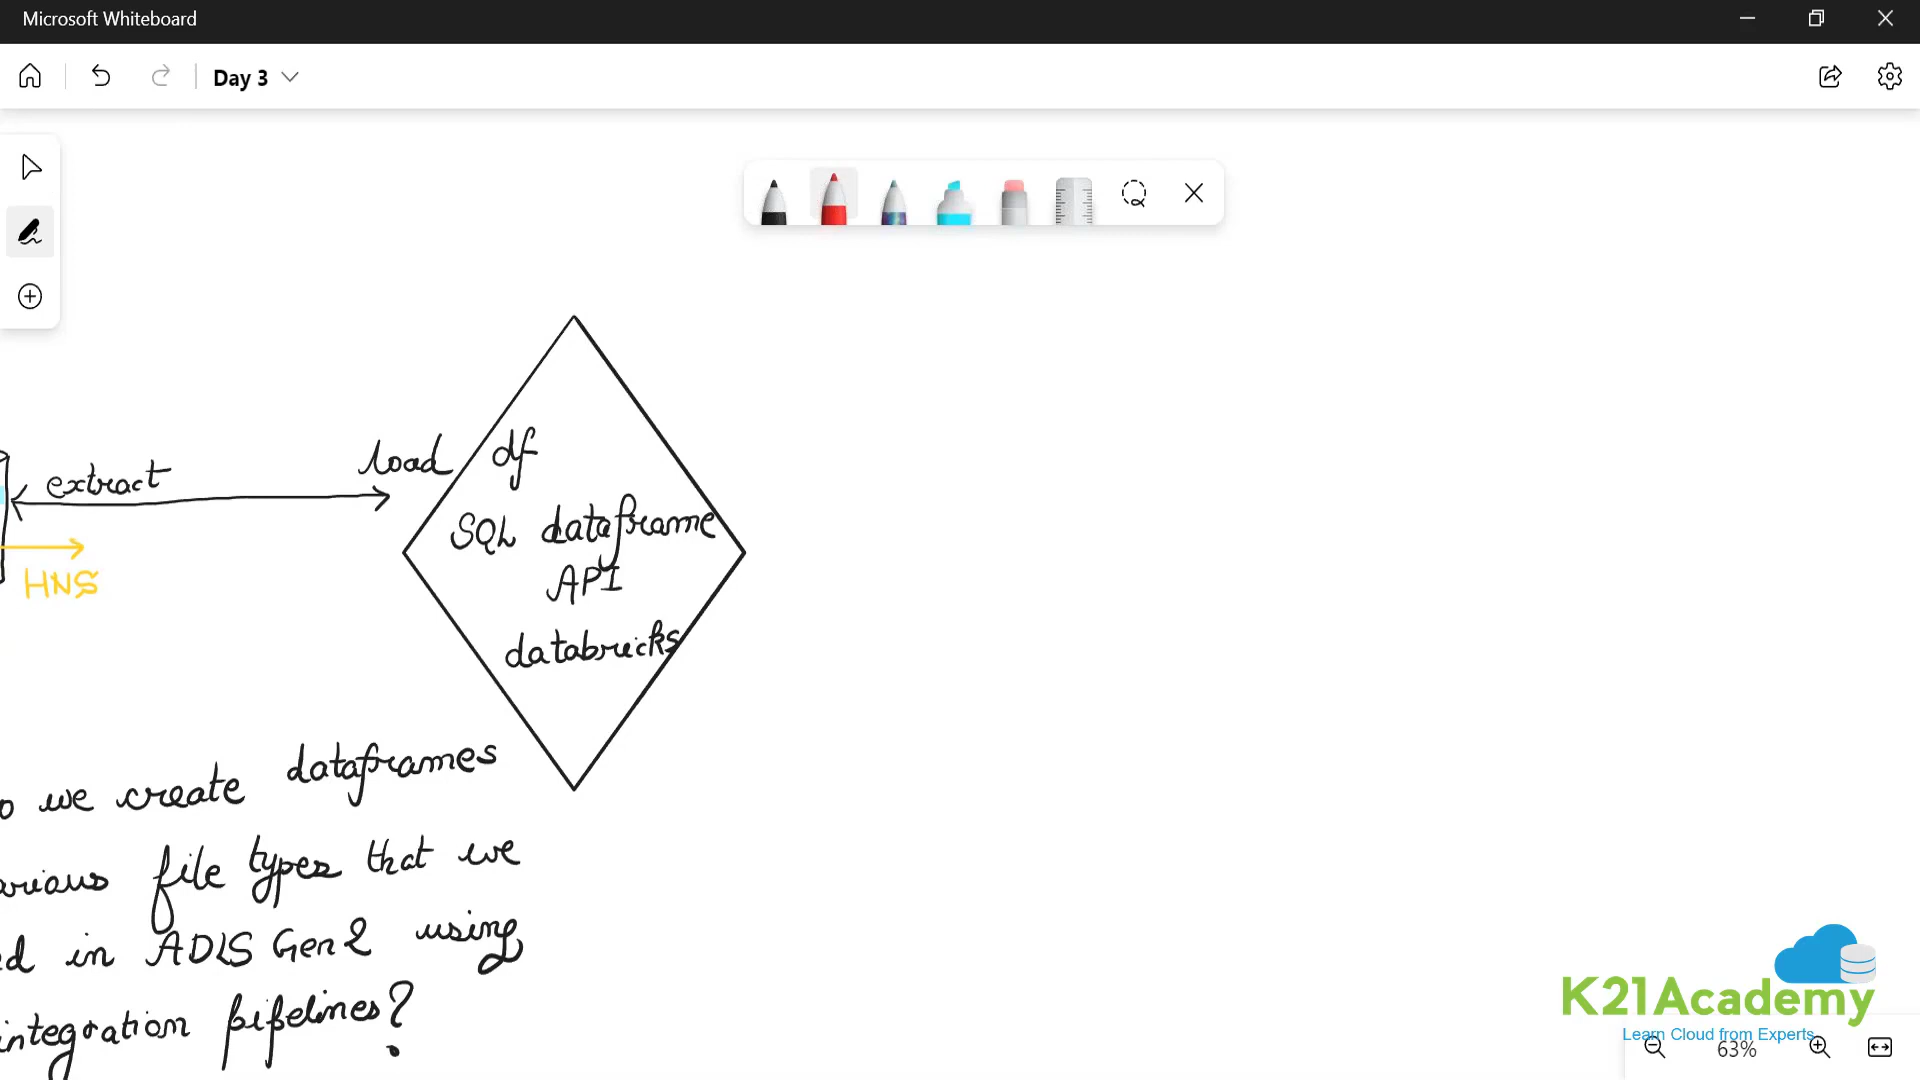 Microsoft Whiteboard
Day 3
load
df
extract
SQL dataframe
API
HNS
databricks
we create dataframes
file types that we
in ADLS Gen2 using
integration pipelines?
K21Academy
Learn Cloud from Experts
63%